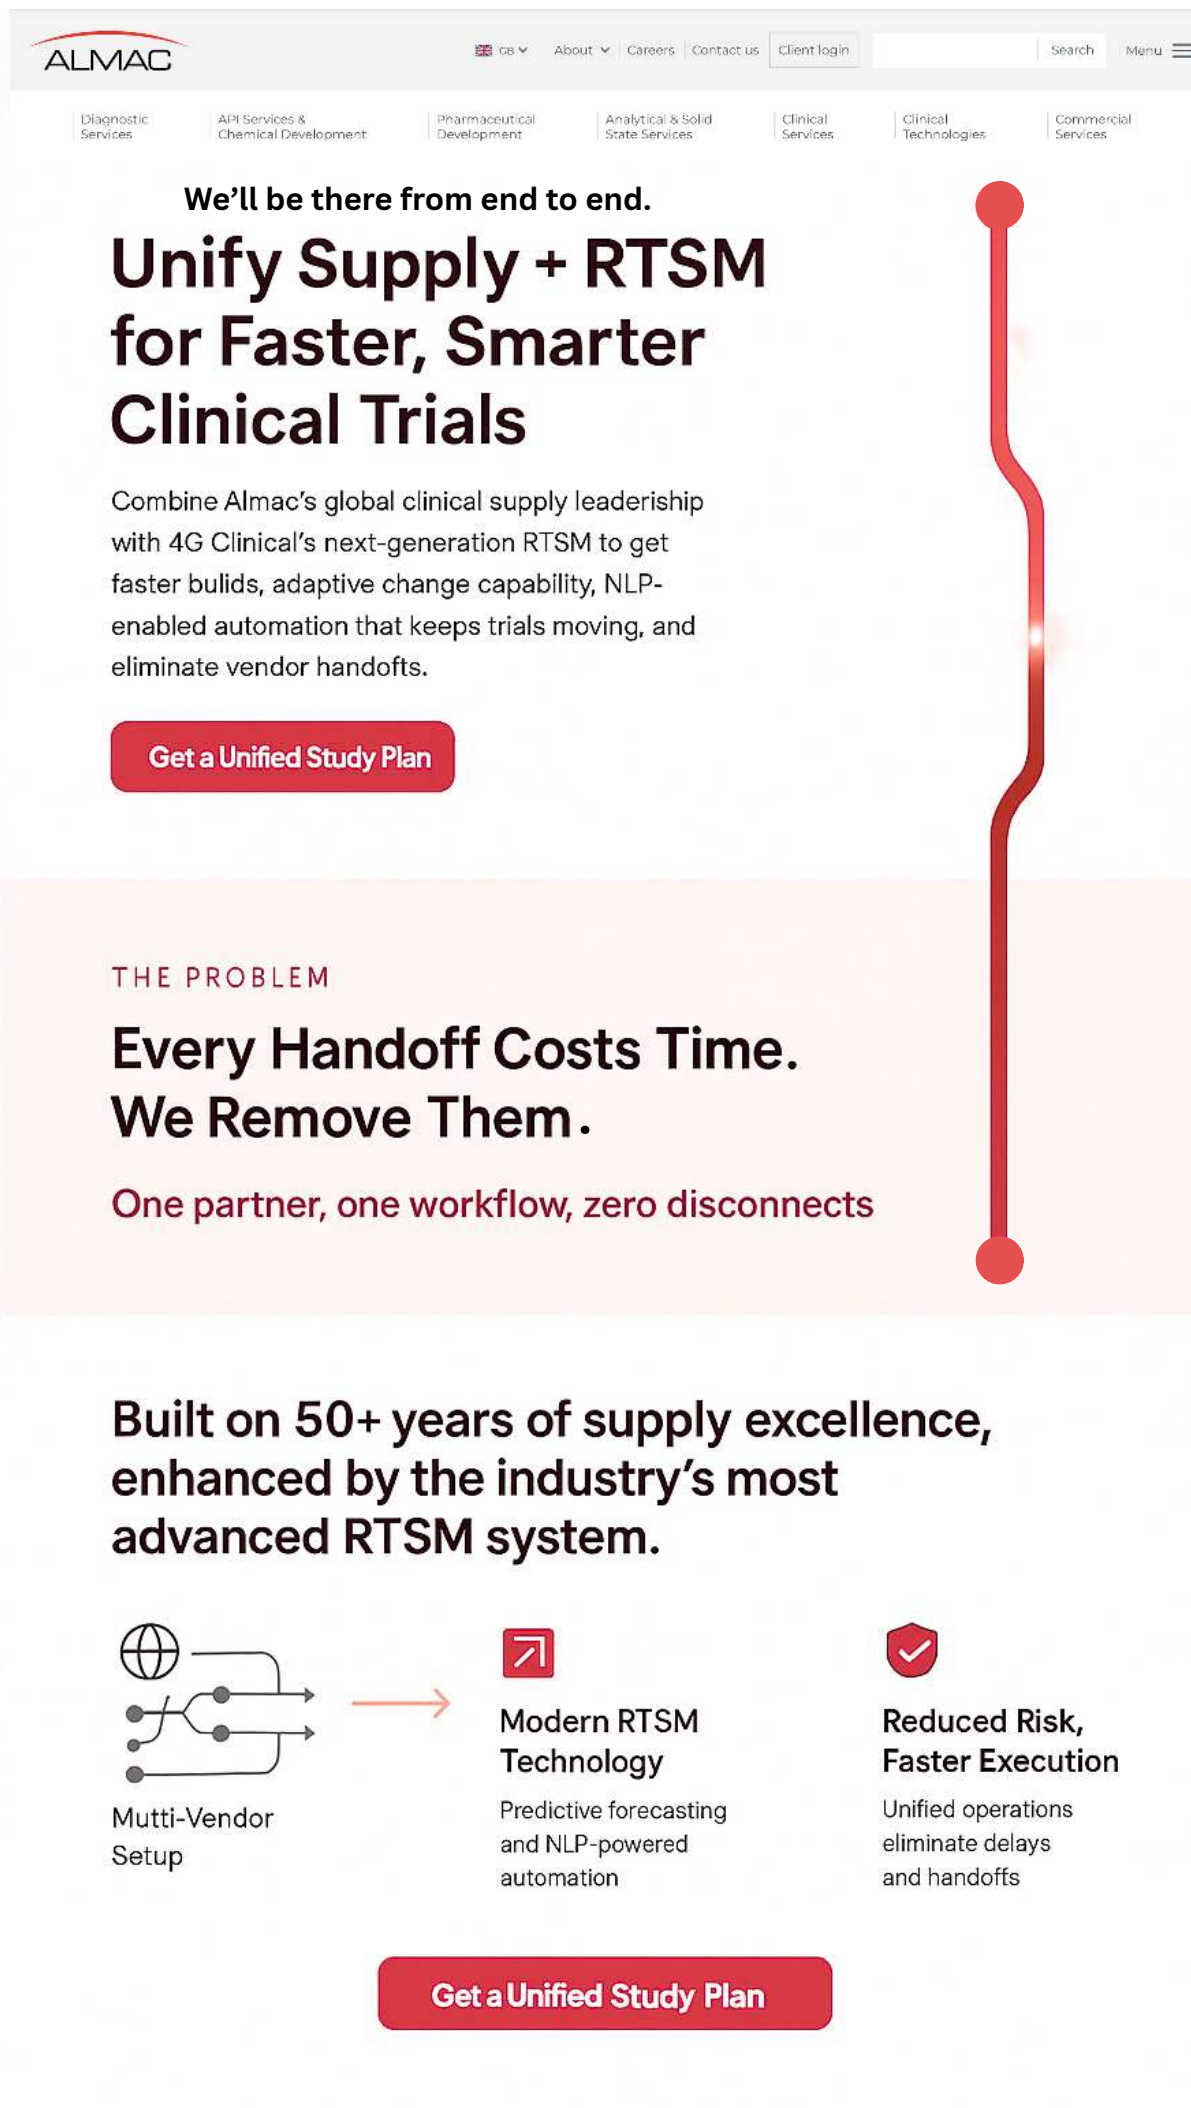 ALMAC
GB
About
Careers
Contact us
Client login
Search
Menu
Diagnostic
Services
API Services &
Chemical Development
Pharmaceutical
Development
Analytical & Solid
State Services
Clinical
Services
Clinical
Technologies
Commercial
Services
We'll be there from end to end.
Unify Supply + RTSM
for Faster, Smarter
Clinical Trials
Combine Almac's global clinical supply leaderiship
with 4G Clinical's next-generation RTSM to get
faster bulids, adaptive change capability, NLP-
enabled automation that keeps trials moving, and
eliminate vendor handofts.
Get a Unified Study Plan
THE PROBLEM
Every Handoff Costs Time.
We Remove Them.
One partner, one workflow, zero disconnects
Built on 50+ years of supply excellence,
enhanced by the industry's most
advanced RTSM system.
Mutti-Vendor
Setup
Modern RTSM
Technology
Predictive forecasting
and NLP-powered
automation
Reduced Risk,
Faster Execution
Unified operations
eliminate delays
and handoffs
Get a Unified Study Plan